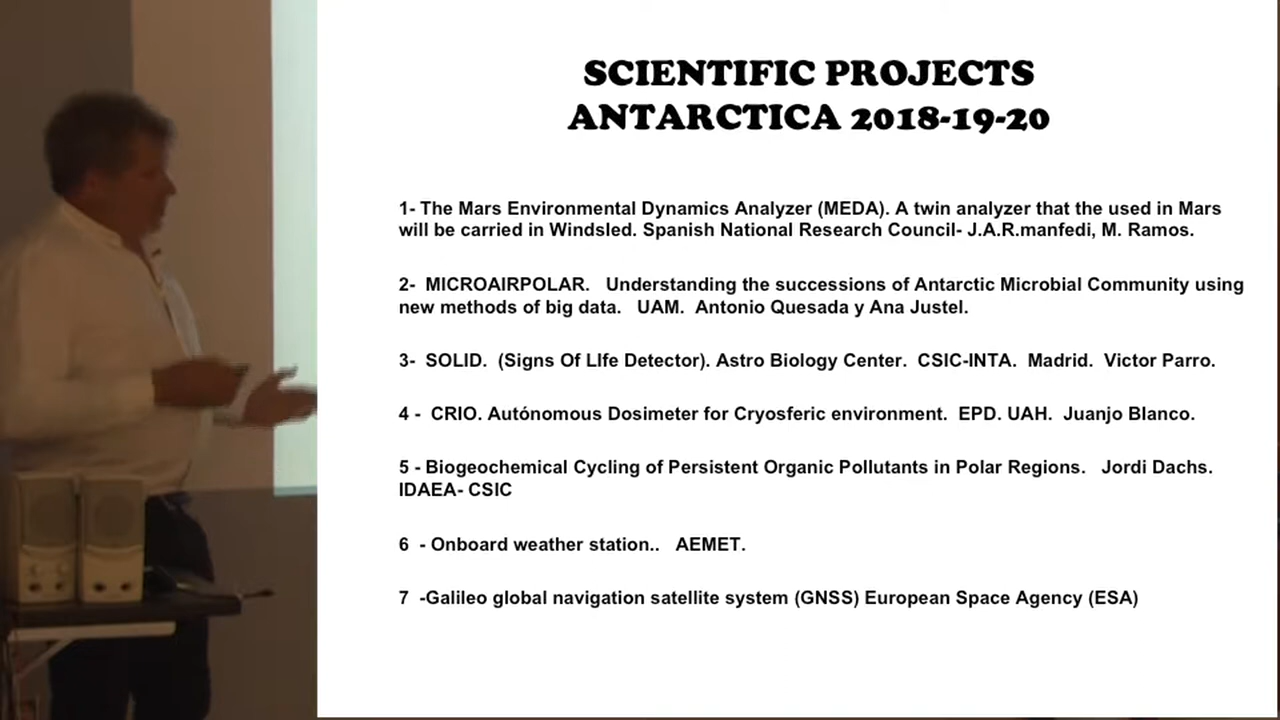 SCIENTIFIC PROJECTS
ANTARCTICA 2018-19-20
1- The Mars Environmental Dynamics Analyzer (MEDA). A twin analyzer that the used in Mars
will be carried in Windsled. Spanish National Research Council- J.A.R.manfedi, M. Ramos.
2- MICROAIRPOLAR. Understanding the successions of Antarctic Microbial Community using
new methods of big data. UAM. Antonio Quesada y Ana Justel.
3- SOLID. (Signs Of LIfe Detector). Astro Biology Center. CSIC-INTA. Madrid. Victor Parro.
4 - CRIO. Autónomous Dosimeter for Cryosferic environment. EPD. UAH. Juanjo Blanco.
5 - Biogeochemical Cycling of Persistent Organic Pollutants in Polar Regions. Jordi Dachs.
IDAEA- CSIC
6 - Onboard weather station.. AEMET.
7 -Galileo global navigation satellite system (GNSS) European Space Agency (ESA)